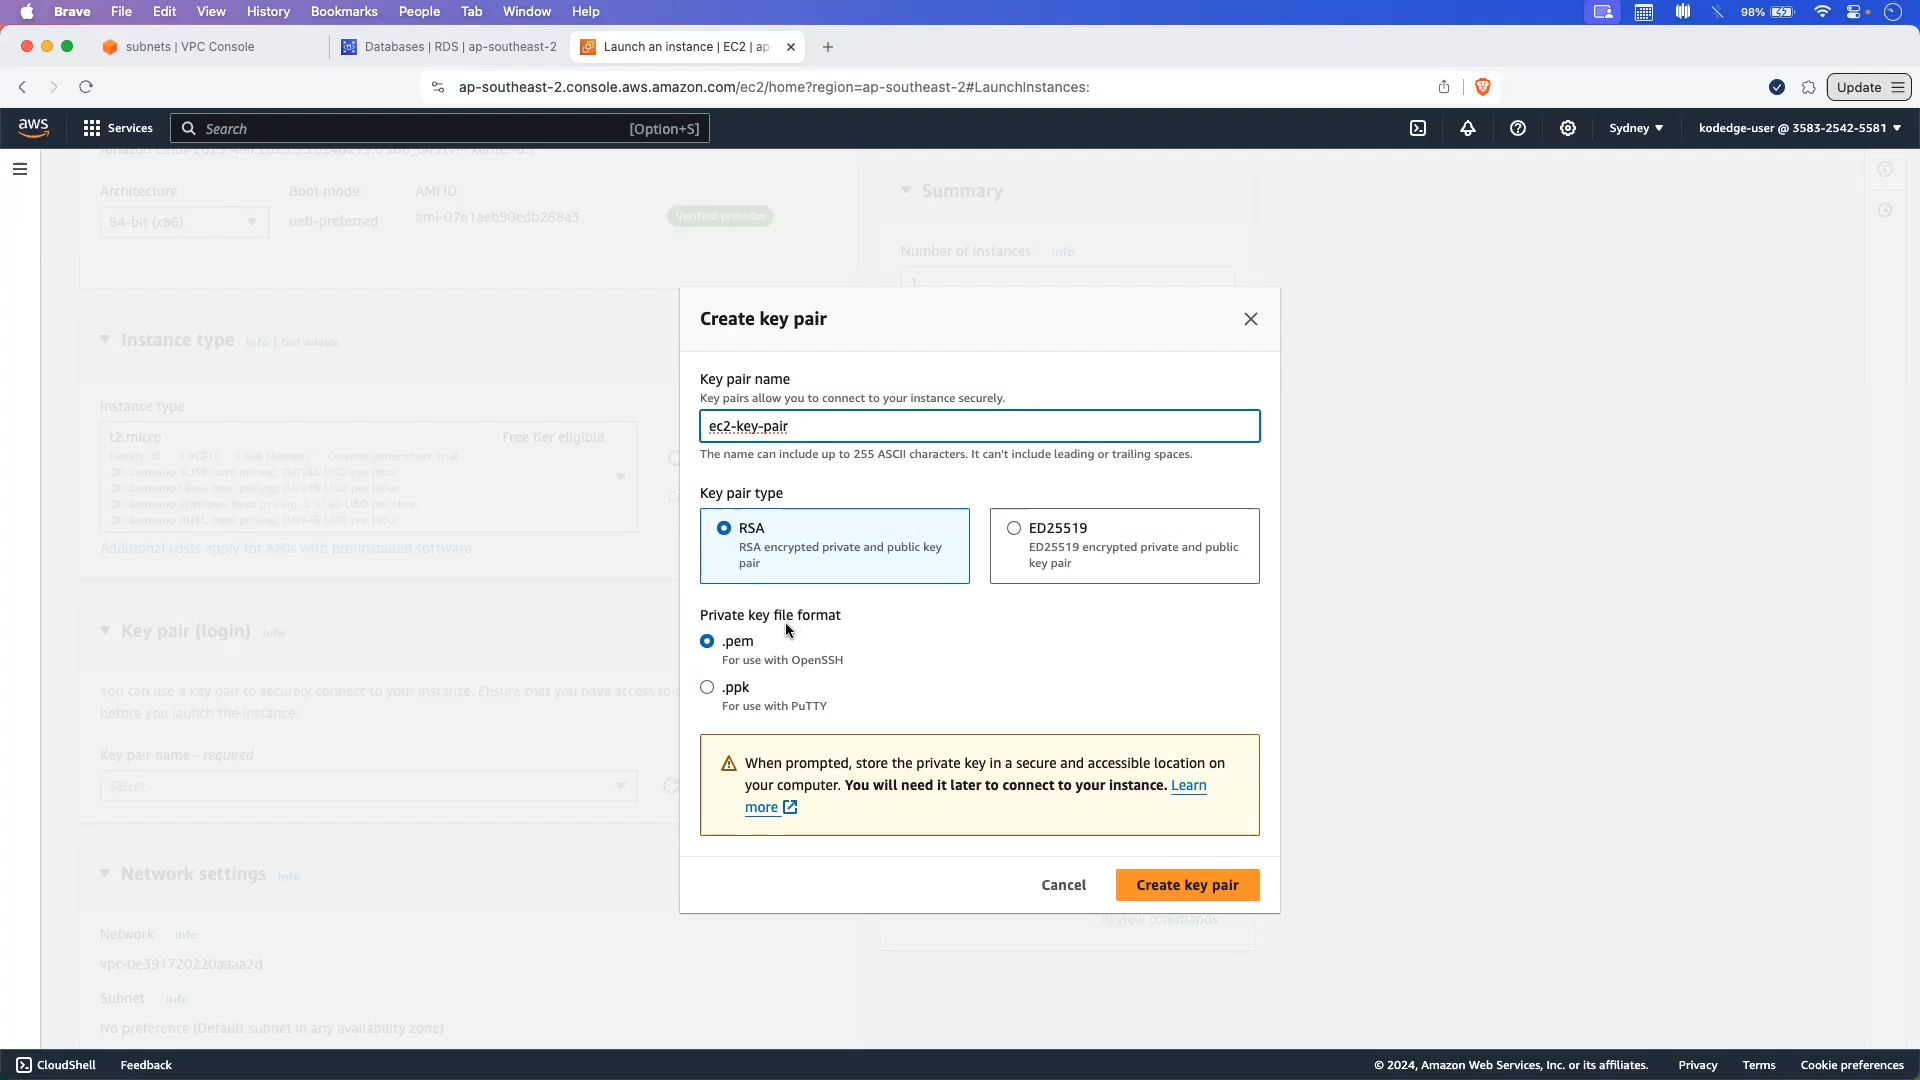 Brave File Edit View History Bookmarks People Tab Window Help 98%
subnets | VPC Console Databases | RDS | ap-southeast-2 Launch an instance | EC2 | ap
ap-southeast-2.console.aws.amazon.com/ec2/home?region=ap-southeast-2#LaunchInstances: Update
aws Services Search [Option+S] Sydney kodedge-user @ 3583-2542-5581
Architecture Boot mode AMI ID
64-bit (x86) uefi-preferred ami-07e1aeb90edb268a3 Verified provider
Summary
Number of instances Info
1
Instance type Info | Get advice
Instance type
t2.micro Free tier eligible
Family: t2 1 vCPU 1 GiB Memory Current generation: true
On-Demand SUSE base pricing: 0.0146 USD per Hour
On-Demand Linux base pricing: 0.0146 USD per Hour
On-Demand Windows base pricing: 0.0192 USD per Hour
On-Demand RHEL base pricing: 0.0746 USD per Hour
Additional costs apply for AMIs with pre-installed software
Key pair (login) Info
You can use a key pair to securely connect to your instance. Ensure that you have access to
before you launch the instance.
Key pair name - required
Select
Network settings Info
Network Info
vpc-0e391720220aaaa2d
Subnet Info
No preference (Default subnet in any availability zone)
Create key pair
Key pair name
Key pairs allow you to connect to your instance securely.
ec2-key-pair
The name can include up to 255 ASCII characters. It can't include leading or trailing spaces.
Key pair type
RSA
RSA encrypted private and public key
pair
ED25519
ED25519 encrypted private and public
key pair
Private key file format
.pem
For use with OpenSSH
.ppk
For use with PuTTY
When prompted, store the private key in a secure and accessible location on
your computer. You will need it later to connect to your instance. Learn
more
Cancel Create key pair
Review commands
CloudShell Feedback © 2024, Amazon Web Services, Inc. or its affiliates. Privacy Terms Cookie preferences